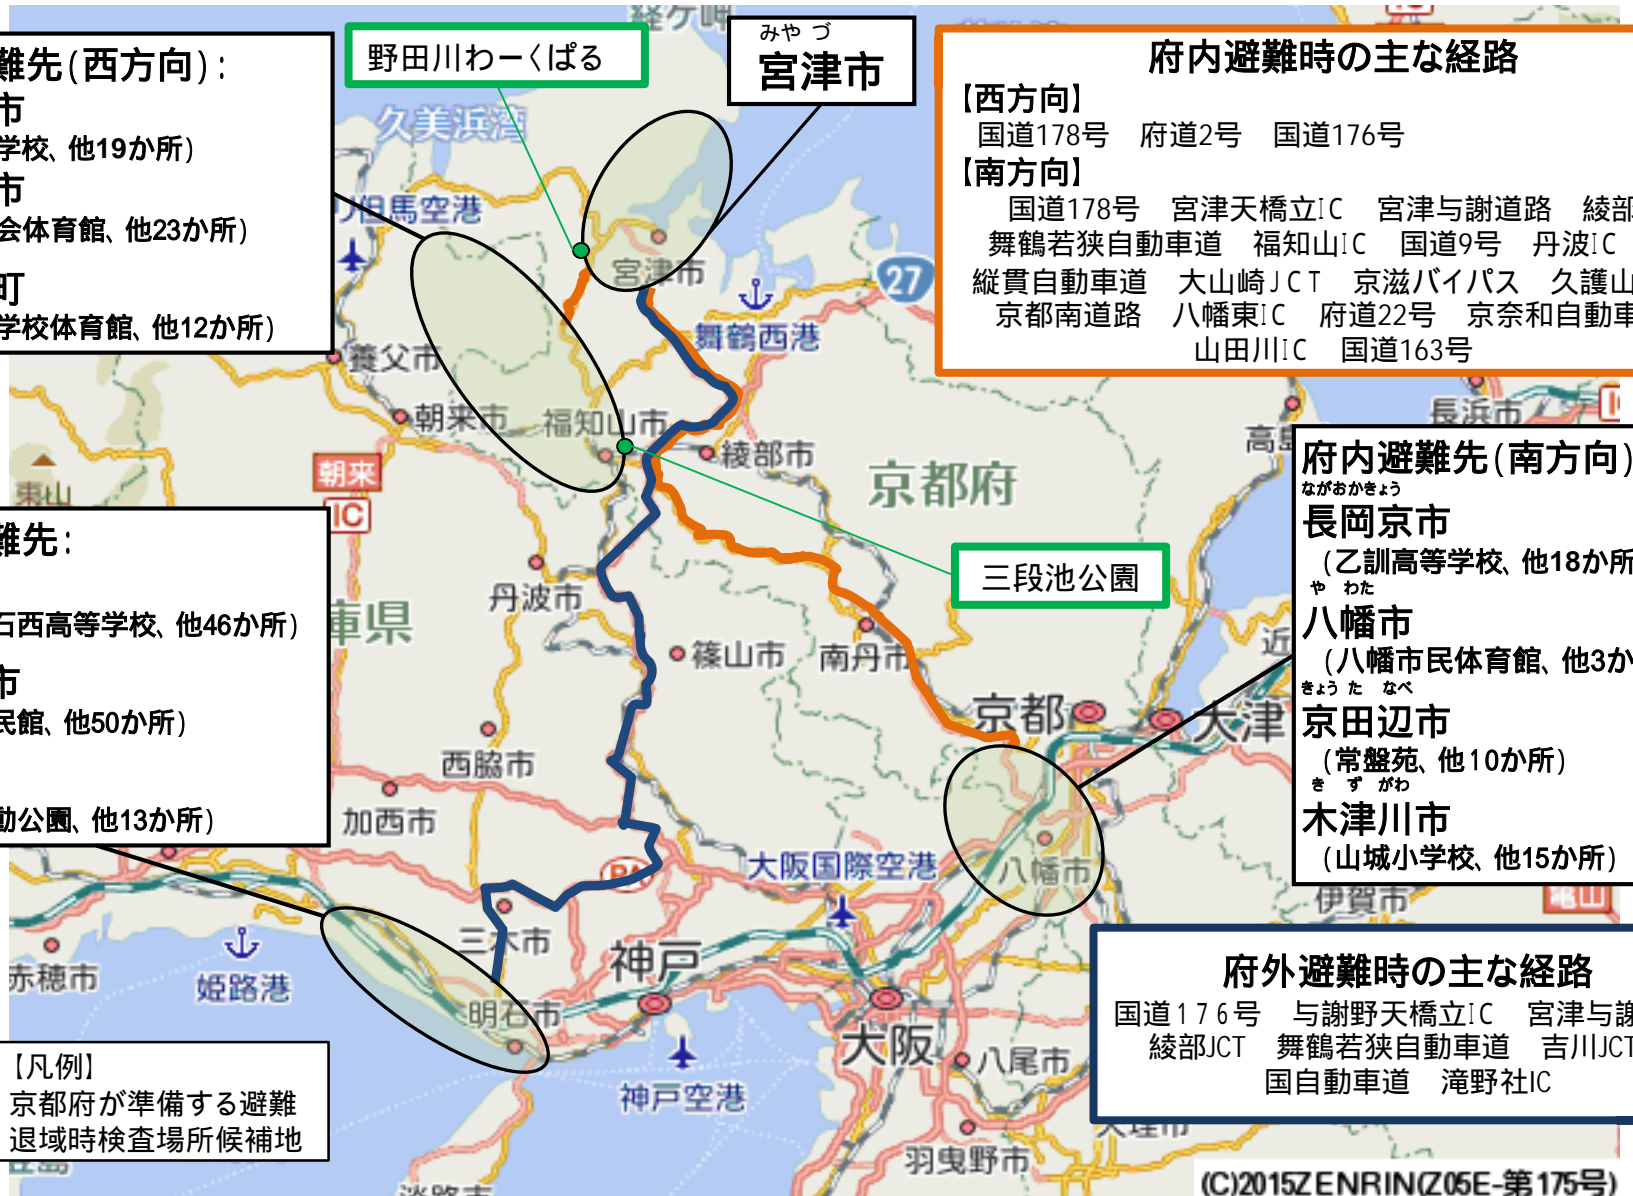 経ケ岬
難先(西方向)：
市
学校、他19か所)
市
会体育館、他23か所)
町
学校体育館、他12か所)
野田川わーくぱる
みやづ
宮津市
府内避難時の主な経路
【西方向】
国道178号 府道2号 国道176号
【南方向】
国道178号 宮津天橋立IC 宮津与謝道路 綾部
舞鶴若狭自動車道 福知山IC 国道9号 丹波IC
縦貫自動車道 大山崎JCT 京滋バイパス 久護山
京都南道路 八幡東IC 府道22号 京奈和自動車
山田川IC 国道163号
久美浜湾
但馬空港
宮津市
27
舞鶴西港
養父市
朝来市
福知山市
綾部市
京都府
長浜市
高島
朝来
IC
東山
難先：
石西高等学校、他46か所)
市
民館、他50か所)
動公園、他13か所)
庫県
丹波市
三段池公園
篠山市
南丹市
近
京都
大津
府内避難先(南方向)
ながおかきょう
長岡京市
(乙訓高等学校、他18か所
やわた
八幡市
(八幡市民体育館、他3か
きょうたなべ
京田辺市
(常盤苑、他10か所)
きずがわ
木津川市
(山城小学校、他15か所)
西脇市
加西市
大阪国際空港
八幡市
伊賀市
亀山
PA
三木市
神戸
赤穂市
姫路港
明石市
大阪
八尾市
神戸空港
羽曳野市
天理市
淡路市
府外避難時の主な経路
国道176号 与謝野天橋立IC 宮津与謝
綾部JCT 舞鶴若狭自動車道 吉川JCT
国自動車道 滝野社IC
【凡例】
京都府が準備する避難
退域時検査場所候補地
(C)2015ZENRIN(Z05E-第175号)